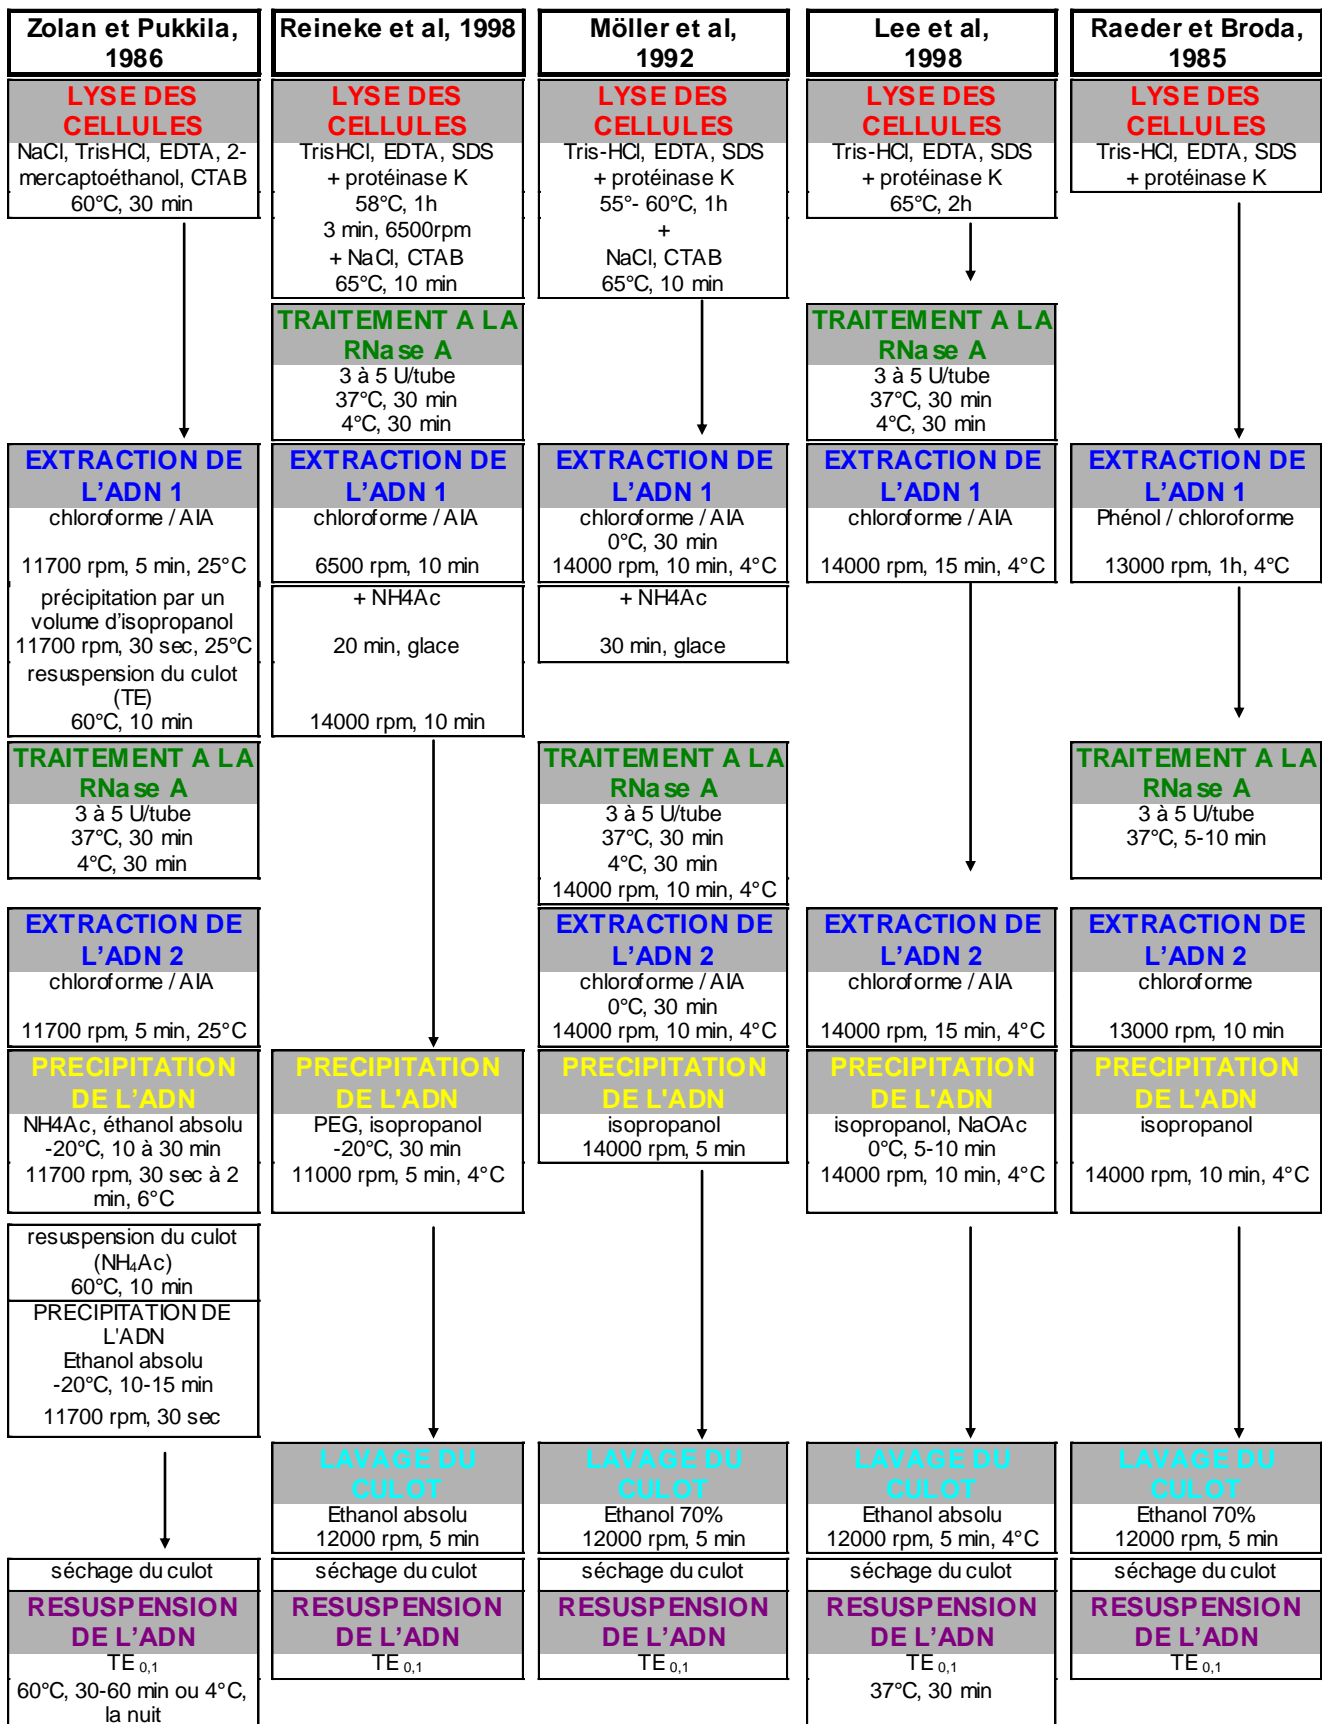 Zolan et Pukkila,
1986
LYSE DES
CELLULES
NaCl, TrisHCl, EDTA, 2-
mercaptoéthanol, CTAB
60°C, 30 min
EXTRACTION DE
L’ADN 1
chloroforme / AIA
11700 rpm, 5 min, 25°C
précipitation par un
volume d'isopropanol
11700 rpm, 30 sec, 25°C
resuspension du culot
(TE)
60°C, 10 min
TRAITEMENT A LA
RNase A
3 à 5 U/tube
37°C, 30 min
4°C, 30 min
EXTRACTION DE
L’ADN 2
chloroforme / AIA
11700 rpm, 5 min, 25°C
PRECIPITATION
DE L’ADN
NH4Ac, éthanol absolu
-20°C, 10 à 30 min
11700 rpm, 30 sec à 2
min, 6°C
resuspension du culot
(NH₄Ac)
60°C, 10 min
PRECIPITATION DE
L'ADN
Ethanol absolu
-20°C, 10-15 min
11700 rpm, 30 sec
séchage du culot
RESUSPENSION
DE L’ADN
TE 0,1
60°C, 30-60 min ou 4°C,
la nuit
Reineke et al, 1998
LYSE DES
CELLULES
TrisHCl, EDTA, SDS
+ protéinase K
58°C, 1h
3 min, 6500rpm
+ NaCl, CTAB
65°C, 10 min
TRAITEMENT A LA
RNase A
3 à 5 U/tube
37°C, 30 min
4°C, 30 min
EXTRACTION DE
L’ADN 1
chloroforme / AIA
6500 rpm, 10 min
+ NH4Ac
20 min, glace
14000 rpm, 10 min
PRECIPITATION
DE L'ADN
PEG, isopropanol
-20°C, 30 min
11000 rpm, 5 min, 4°C
LAVAGE DU
CULOT
Ethanol absolu
12000 rpm, 5 min
séchage du culot
RESUSPENSION
DE L’ADN
TE 0,1
Möller et al,
1992
LYSE DES
CELLULES
Tris-HCl, EDTA, SDS
+ protéinase K
55°- 60°C, 1h
+
NaCl, CTAB
65°C, 10 min
EXTRACTION DE
L’ADN 1
chloroforme / AIA
0°C, 30 min
14000 rpm, 10 min, 4°C
+ NH4Ac
30 min, glace
TRAITEMENT A LA
RNase A
3 à 5 U/tube
37°C, 30 min
4°C, 30 min
14000 rpm, 10 min, 4°C
EXTRACTION DE
L’ADN 2
chloroforme / AIA
0°C, 30 min
14000 rpm, 10 min, 4°C
PRECIPITATION
DE L'ADN
isopropanol
14000 rpm, 5 min
LAVAGE DU
CULOT
Ethanol 70%
12000 rpm, 5 min
séchage du culot
RESUSPENSION
DE L’ADN
TE 0,1
Lee et al,
1998
LYSE DES
CELLULES
Tris-HCl, EDTA, SDS
+ protéinase K
65°C, 2h
TRAITEMENT A LA
RNase A
3 à 5 U/tube
37°C, 30 min
4°C, 30 min
EXTRACTION DE
L’ADN 1
chloroforme / AIA
14000 rpm, 15 min, 4°C
EXTRACTION DE
L’ADN 2
chloroforme / AIA
14000 rpm, 15 min, 4°C
PRECIPITATION
DE L'ADN
isopropanol, NaOAc
0°C, 5-10 min
14000 rpm, 10 min, 4°C
LAVAGE DU
CULOT
Ethanol absolu
12000 rpm, 5 min, 4°C
séchage du culot
RESUSPENSION
DE L’ADN
TE 0,1
37°C, 30 min
Raeder et Broda,
1985
LYSE DES
CELLULES
Tris-HCl, EDTA, SDS
+ protéinase K
EXTRACTION DE
L’ADN 1
Phénol / chloroforme
13000 rpm, 1h, 4°C
TRAITEMENT A LA
RNase A
3 à 5 U/tube
37°C, 5-10 min
EXTRACTION DE
L’ADN 2
chloroforme
13000 rpm, 10 min
PRECIPITATION
DE L'ADN
isopropanol
14000 rpm, 10 min, 4°C
LAVAGE DU
CULOT
Ethanol 70%
12000 rpm, 5 min
séchage du culot
RESUSPENSION
DE L’ADN
TE 0,1